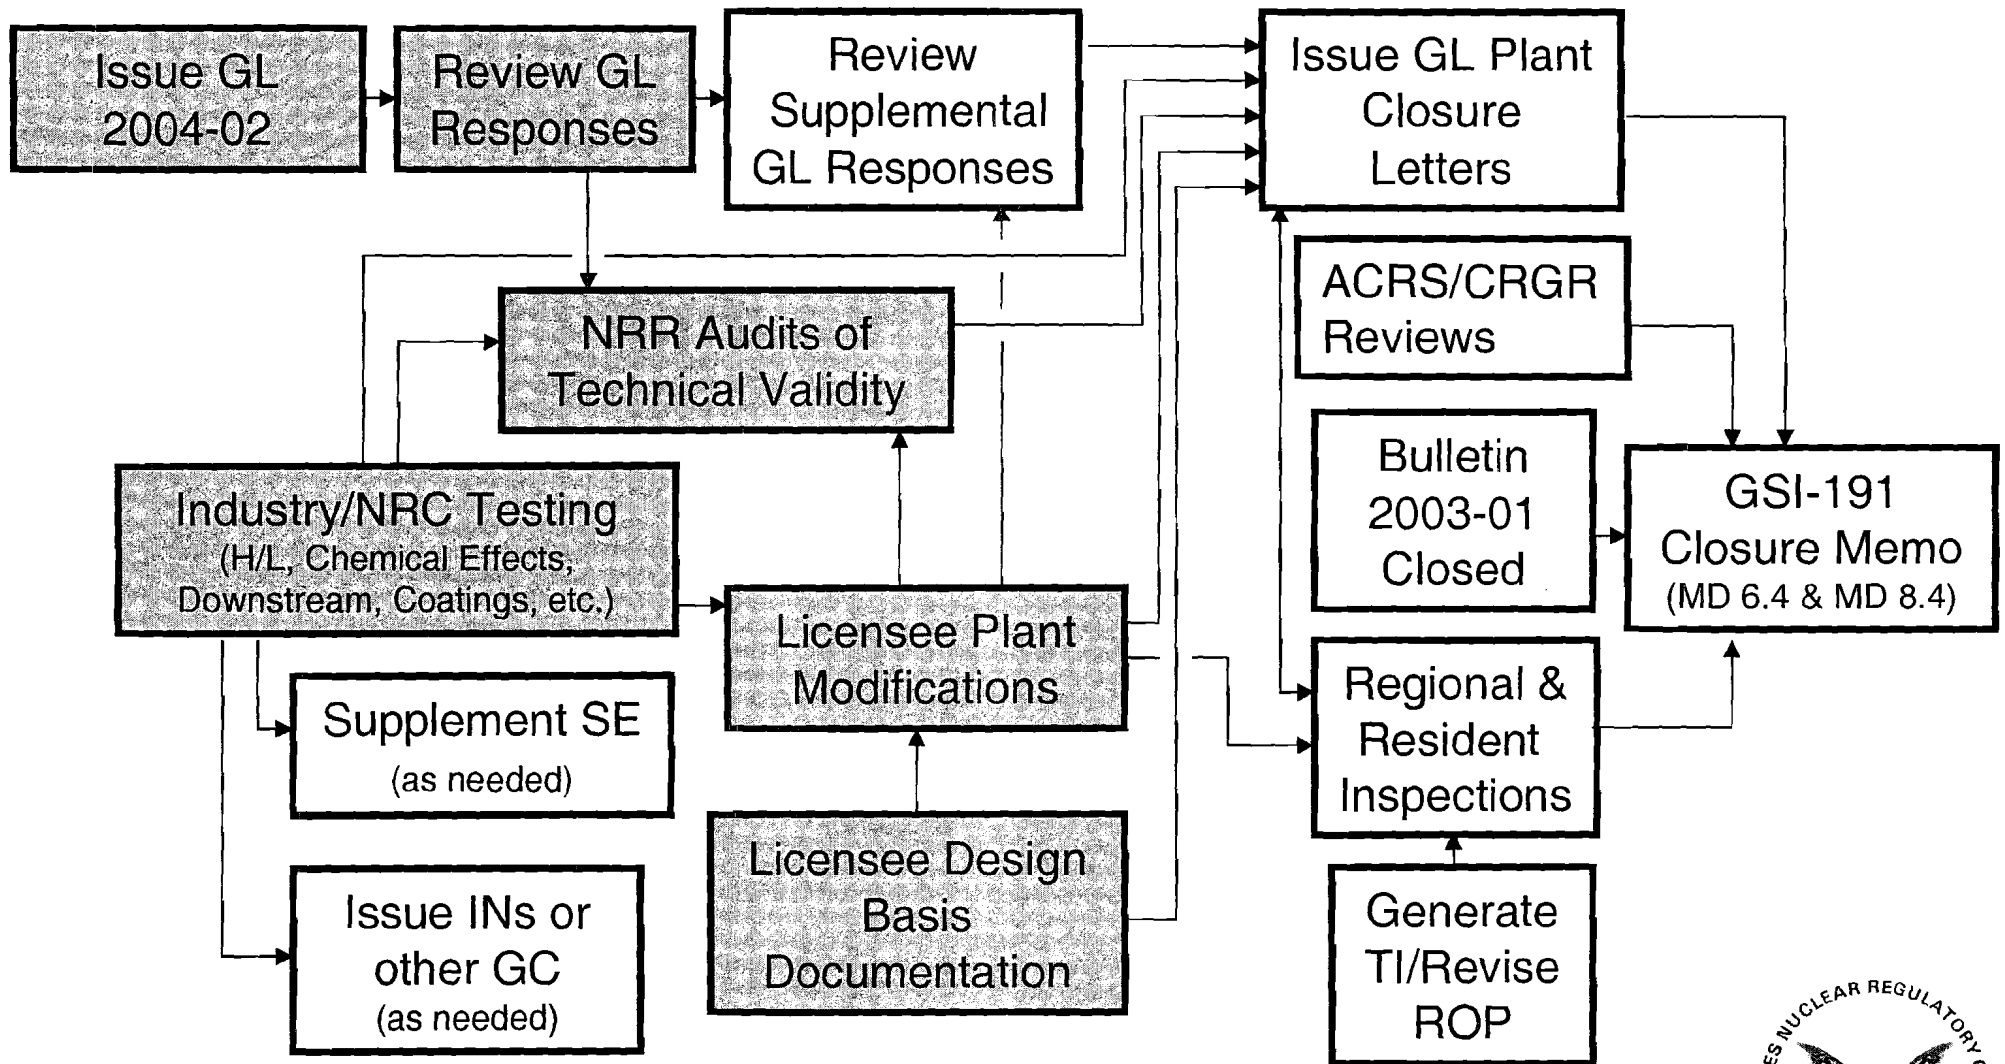 Issue GL
2004-02
Review GL
Responses
Review
Supplemental
GL Responses
Issue GL Plant
Closure
Letters
ACRS/CRGR
Reviews
NRR Audits of
Technical Validity
Bulletin
2003-01
Closed
GSI-191
Closure Memo
(MD 6.4 & MD 8.4)
Industry/NRC Testing
(H/L, Chemical Effects,
Downstream, Coatings, etc.)
Licensee Plant
Modifications
Regional &
Resident
Inspections
Supplement SE
(as needed)
Licensee Design
Basis
Documentation
Issue INs or
other GC
(as needed)
Generate
TI/Revise
ROP
NUCLEAR REGULATORY